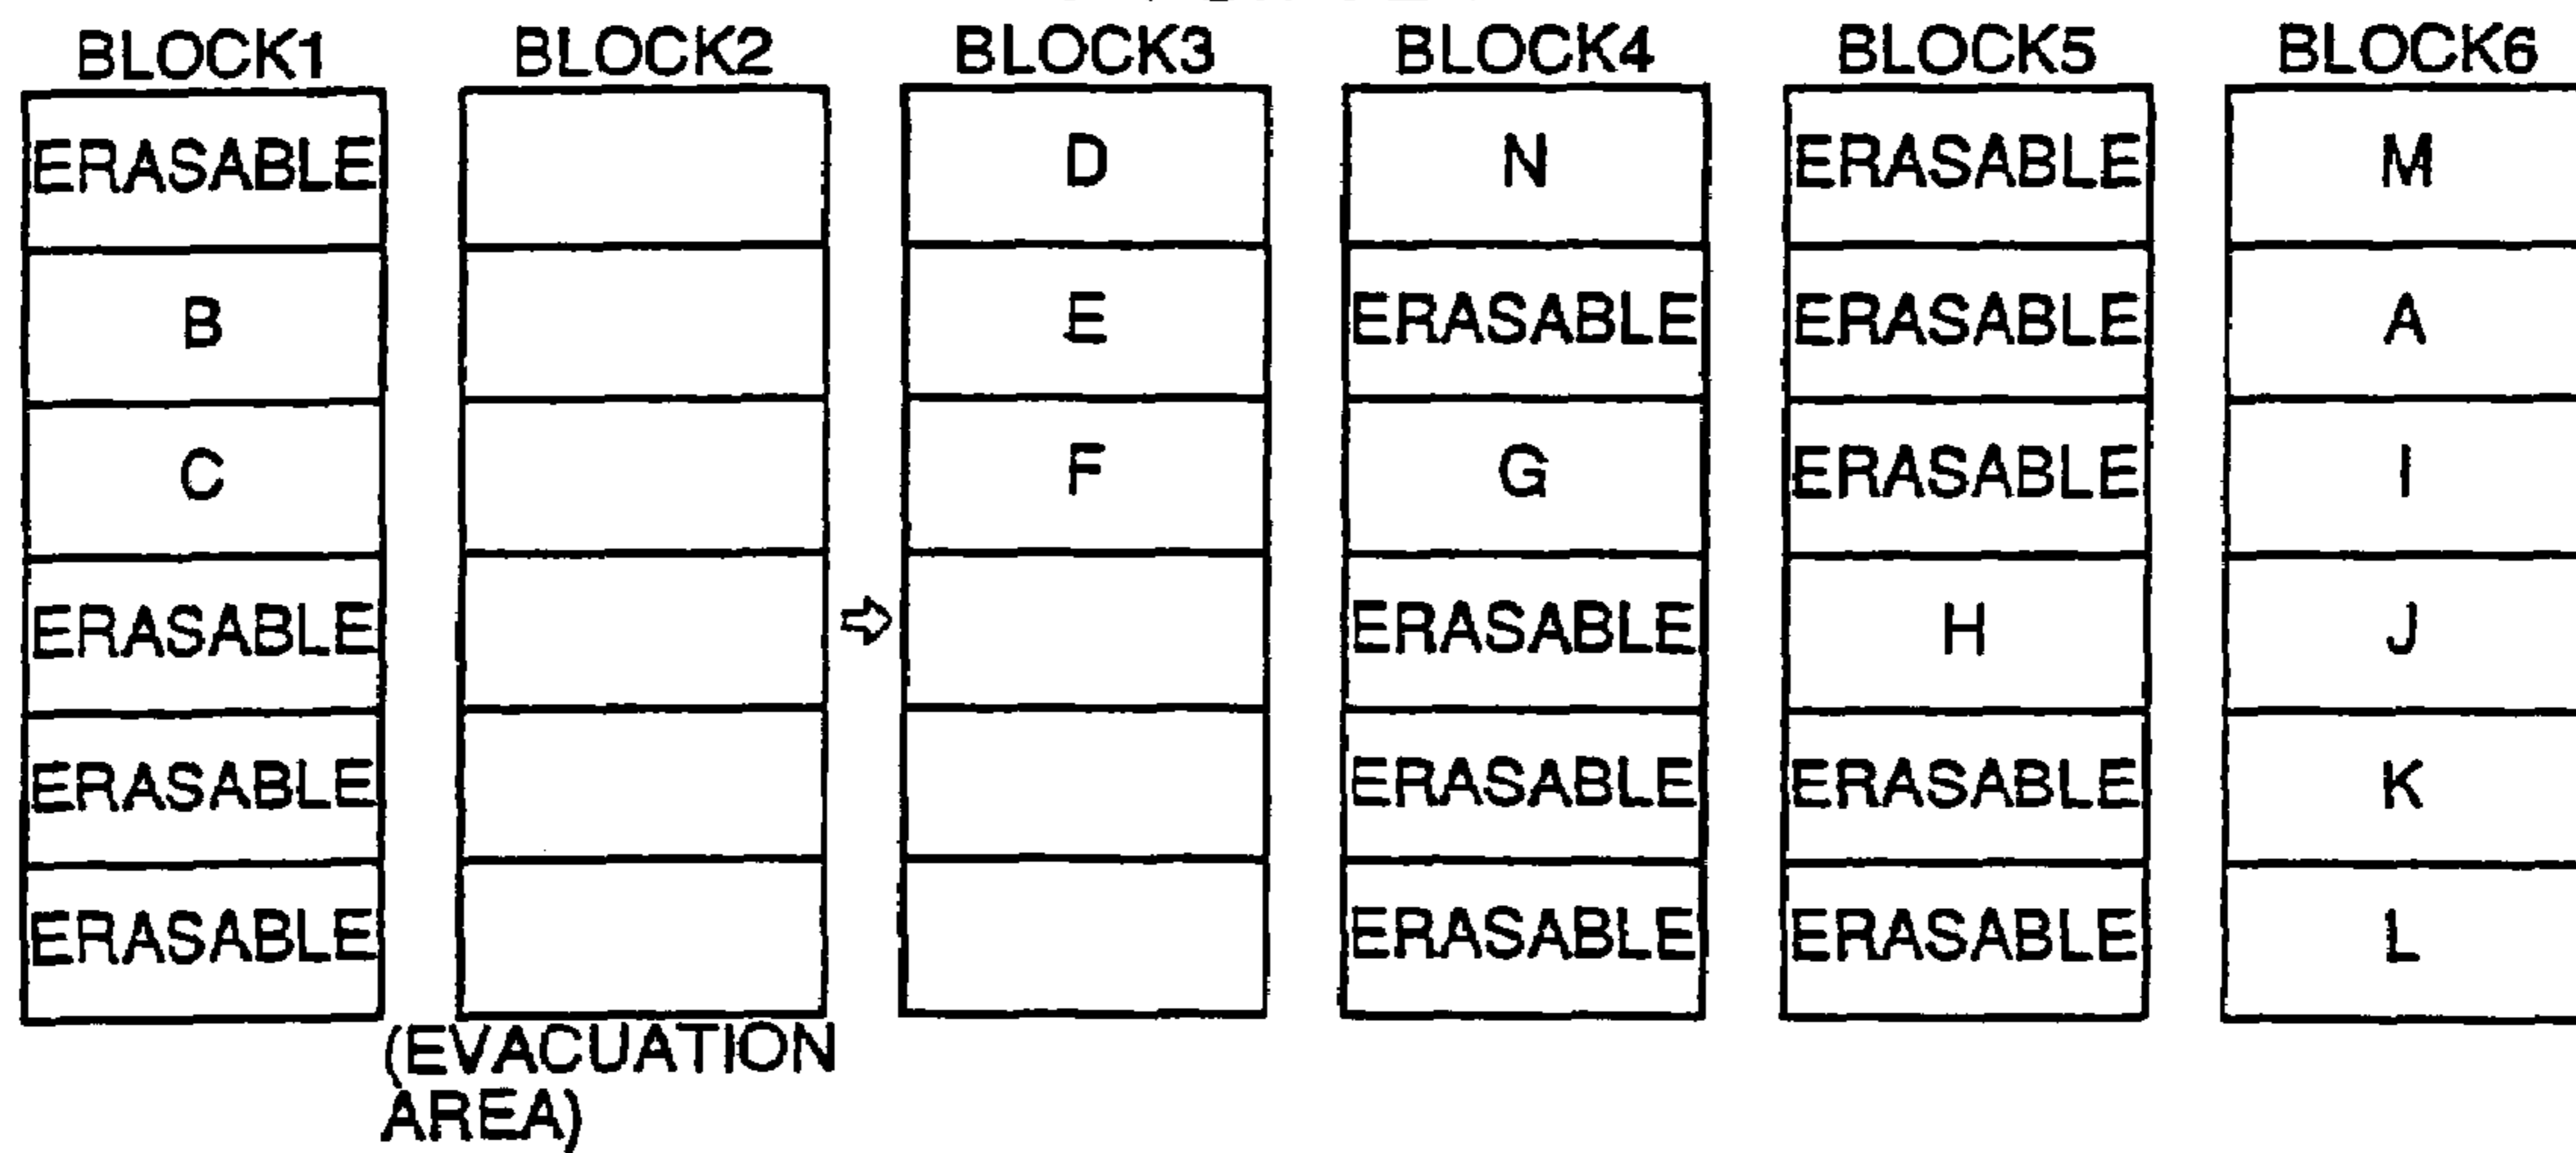 BLOCK1 BLOCK2 BLOCK3 BLOCK4 BLOCK5 BLOCK6
ERASABLE D N ERASABLE M
B E ERASABLE ERASABLE A
C F G ERASABLE I
ERASABLE ERASABLE H J
ERASABLE ERASABLE ERASABLE K
ERASABLE ERASABLE ERASABLE L
(EVACUATION
AREA)